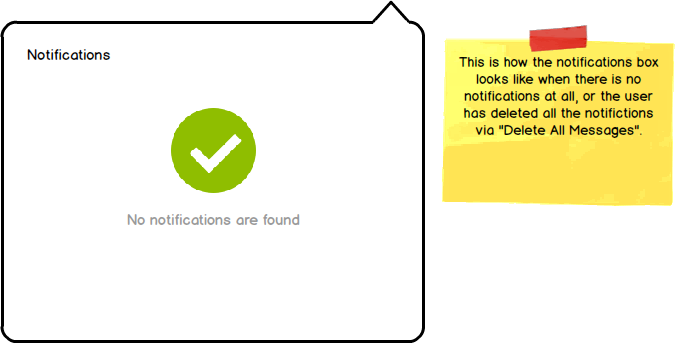 Notifications
No notifications are found
This is how the notifications box
looks like when there is no
notifications at all, or the user
has deleted all the notifictions
via "Delete All Messages".